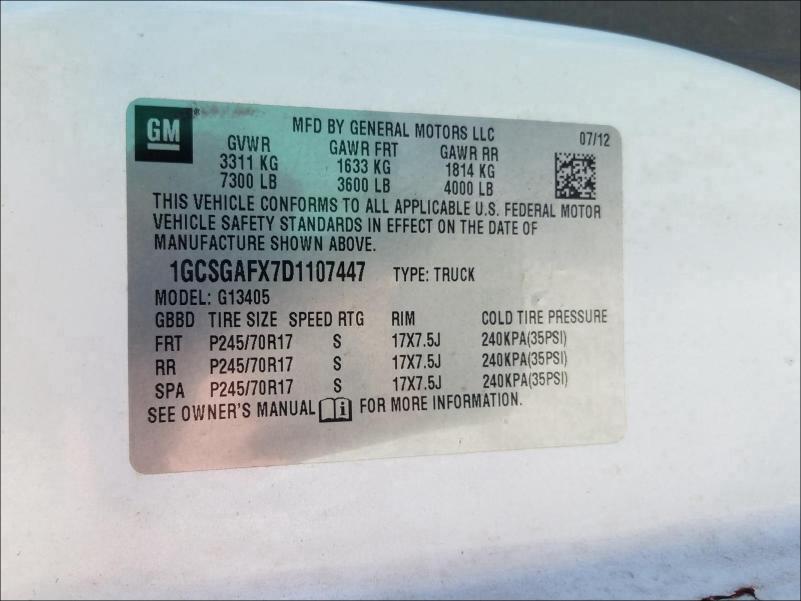 GM
MFD BY GENERAL MOTORS LLC 07/12
GVWR GAWR FRT GAWR RR
3311 KG 1633 KG 1814 KG
7300 LB 3600 LB 4000 LB
THIS VEHICLE CONFORMS TO ALL APPLICABLE U.S. FEDERAL MOTOR
VEHICLE SAFETY STANDARDS IN EFFECT ON THE DATE OF
MANUFACTURE SHOWN ABOVE.
1GCSGAFX7D1107447 TYPE: TRUCK
MODEL: G13405
GBBD TIRE SIZE SPEED RTG RIM COLD TIRE PRESSURE
FRT P245/70R17 S 17X7.5J 240KPA(35PSI)
RR P245/70R17 S 17X7.5J 240KPA(35PSI)
SPA P245/70R17 S 17X7.5J 240KPA(35PSI)
SEE OWNER'S MANUAL i FOR MORE INFORMATION.